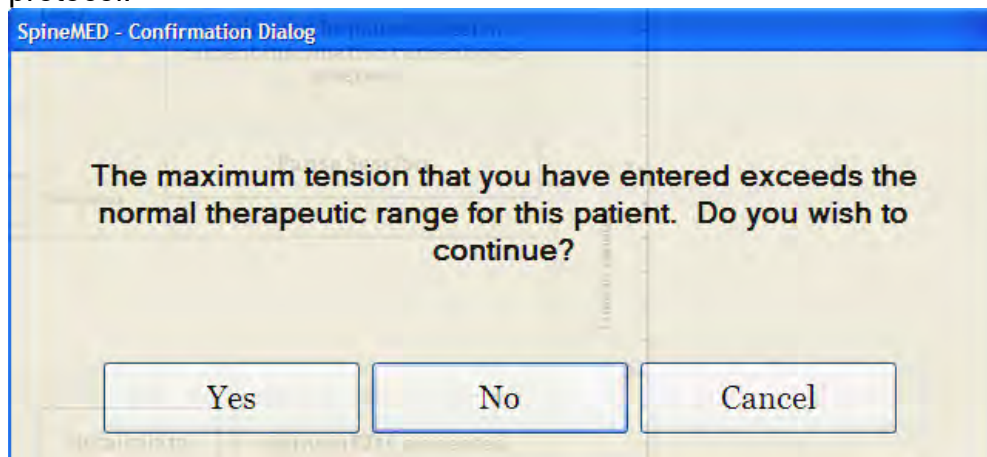 SpineMED - Confirmation Dialog
The maximum tension that you have entered exceeds the
normal therapeutic range for this patient.  Do you wish to
continue?
Yes
No
Cancel